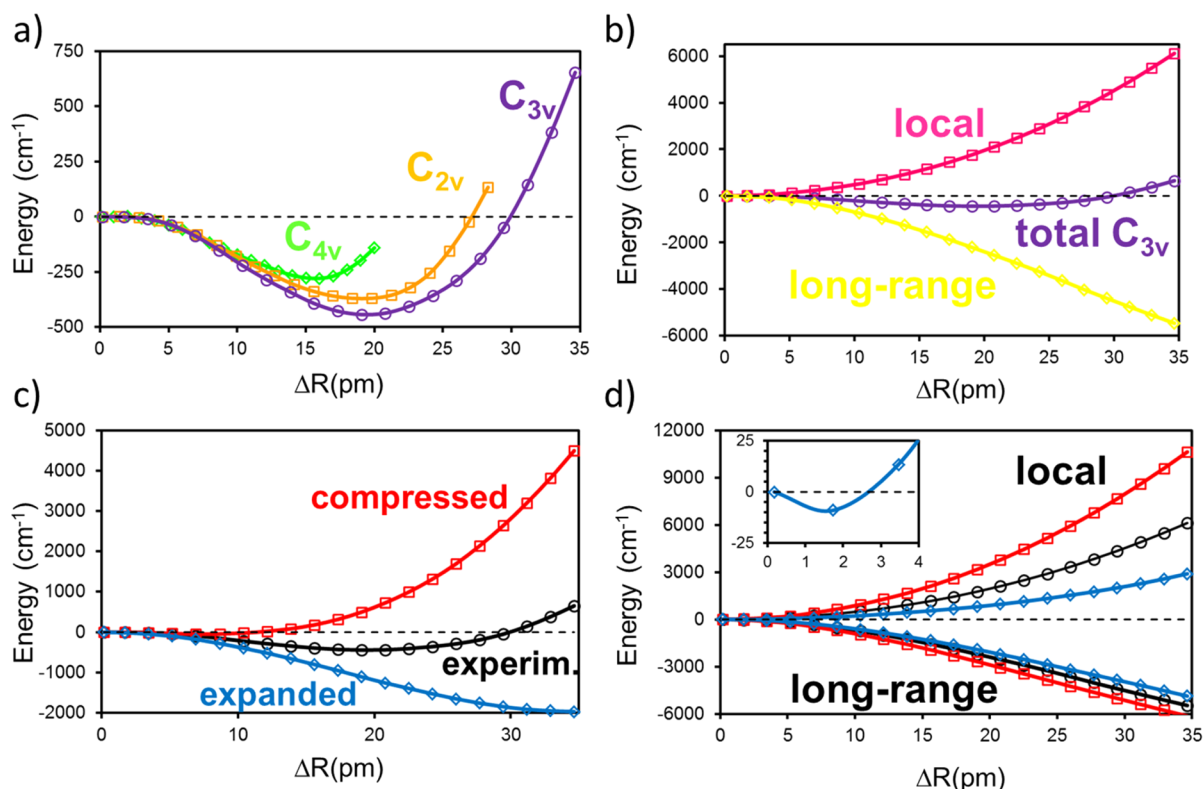 a)
750
500
250
0
-250
-500
Energy (cm-1)
C3v
C2v
C4v
0 5 10 15 20 25 30 35
ΔR(pm)
b)
6000
4000
2000
0
-2000
-4000
-6000
Energy (cm-1)
local
total C3v
long-range
0 5 10 15 20 25 30 35
ΔR(pm)
c)
5000
4000
3000
2000
1000
0
-1000
-2000
Energy (cm-1)
compressed
experim.
expanded
0 10 20 30
ΔR(pm)
d)
12000
9000
6000
3000
0
-3000
-6000
Energy (cm-1)
25
0
-25
0 1 2 3 4
local
long-range
0 5 10 15 20 25 30 35
ΔR(pm)